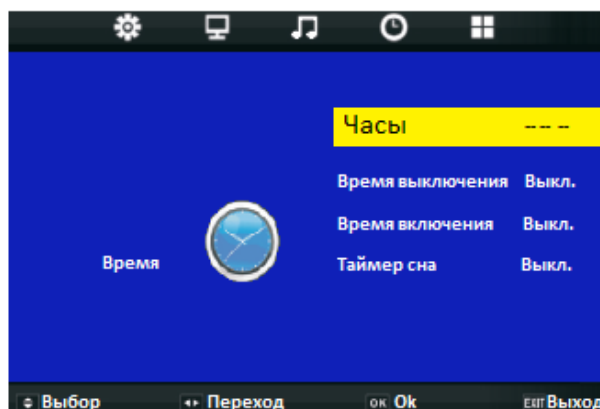 Часы -- -- --
Время выключения Выкл.
Время включения Выкл.
Время
Таймер сна Выкл.
Выбор Переход OK Ok EXIT Выход